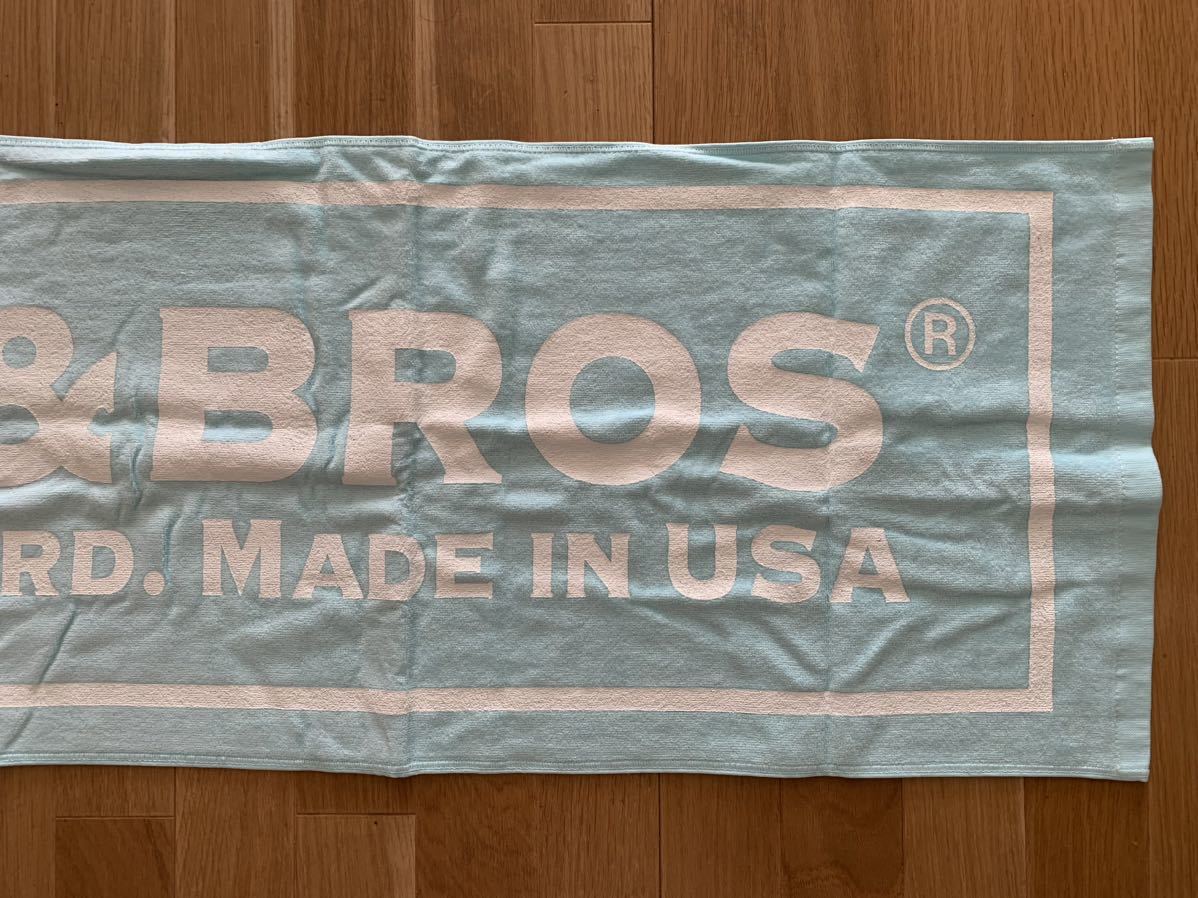 & BROS ®
RD. MADE IN USA